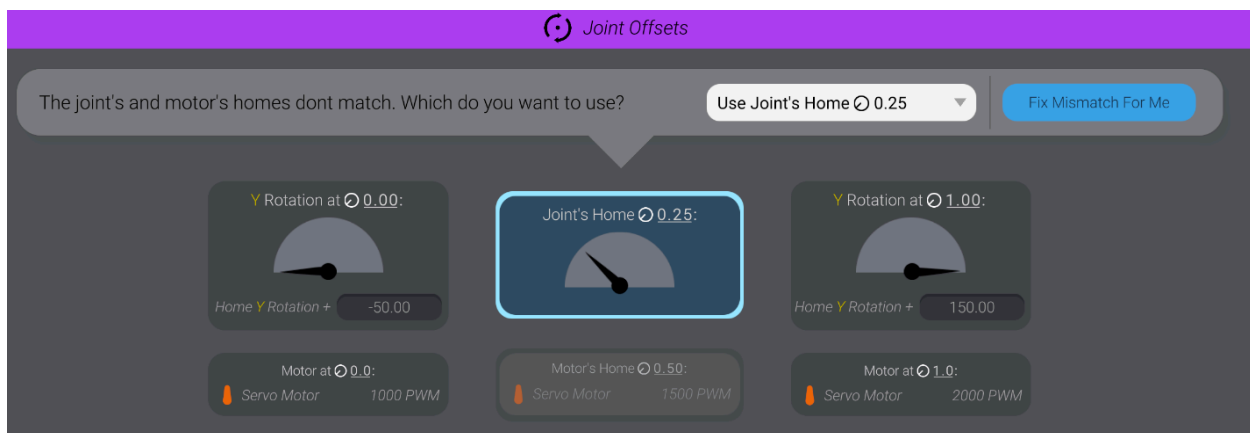 Joint Offsets
The joint's and motor's homes dont match. Which do you want to use?
Use Joint's Home 0.25
Fix Mismatch For Me
Y Rotation at 0.00:
Home Y Rotation + -50.00
Joint's Home 0.25:
Y Rotation at 1.00:
Home Y Rotation + 150.00
Motor at 0.0:
Servo Motor 1000 PWM
Motor's Home 0.50:
Servo Motor 1500 PWM
Motor at 1.0:
Servo Motor 2000 PWM